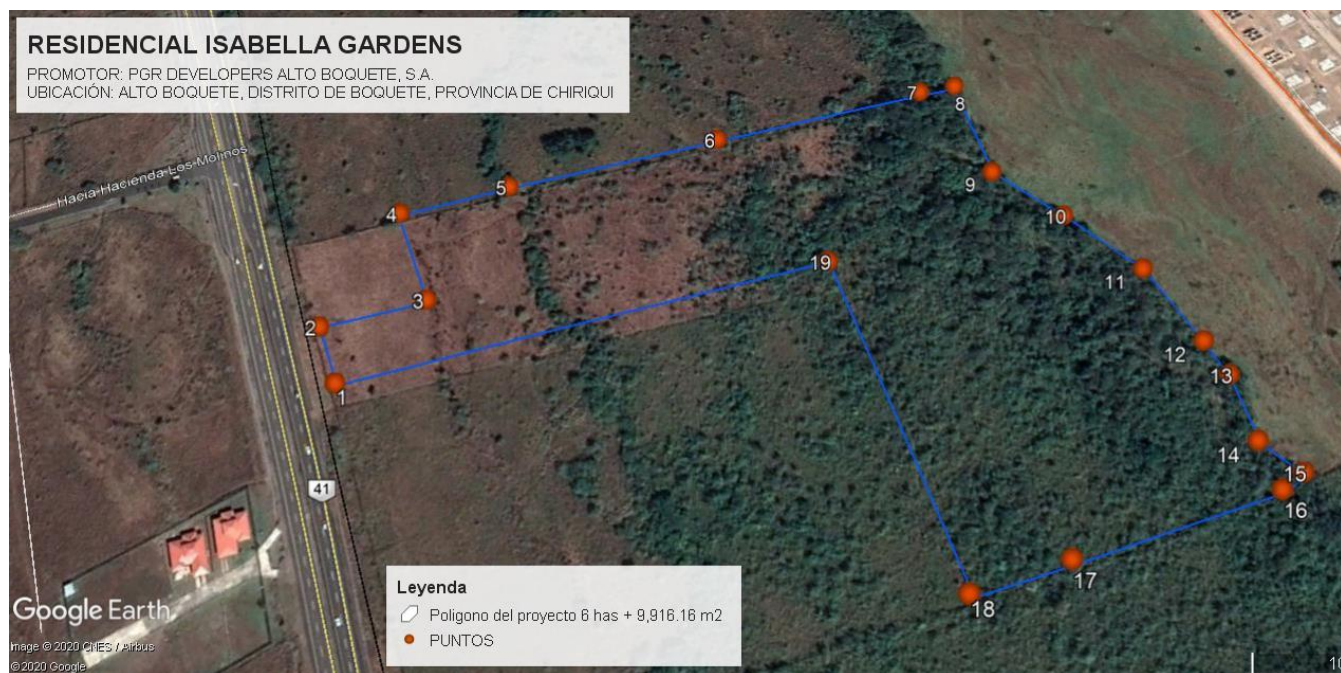 RESIDENCIAL ISABELLA GARDENS
PROMOTOR: PGR DEVELOPERS ALTO BOQUETE, S.A.
UBICACIÓN: ALTO BOQUETE, DISTRITO DE BOQUETE, PROVINCIA DE CHIRIQUI
7
8
6
Hacia Hacienda Los Molinos
5
9
4
10
19
11
3
2
12
13
1
14
15
41
16
17
Leyenda
18
Poligono del proyecto 6 has + 9,916.16 m2
PUNTOS
Google Earth
Image © 2020 CNES / Airbus
© 2020 Google